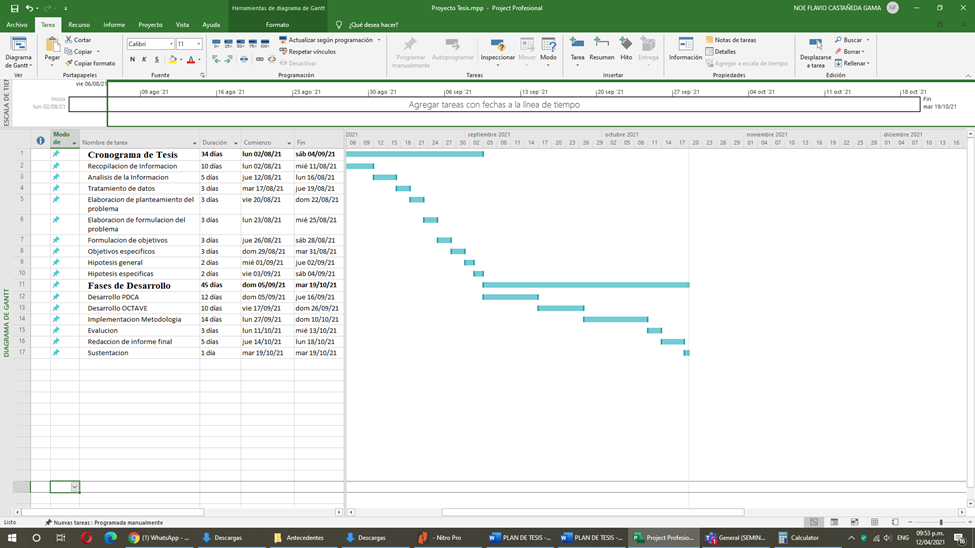 Herramientas de diagrama de Gantt
Proyecto Tesis.mpp - Project Profesional
NOE FLAVIO CASTAÑEDA GAMA NF
Archivo Tarea Recurso Informe Proyecto Vista Ayuda Formato ¿Qué desea hacer?
Diagrama de Gantt
Pegar
Cortar
Copiar
Copiar formato
Calibri 11
N K S
Actualizar según programación
Respetar vínculos
Desactivar
Programar manualmente
Autoprogramar
Inspeccionar
Mover
Modo
Tarea
Resumen
Hito
Entrega
Información
Notas de tareas
Detalles
Agregar a escala de tiempo
Desplazarse a tarea
Buscar
Borrar
Rellenar
Ver Portapapeles Fuente Programación Tareas Insertar Propiedades Edición
ESCALA DE TIEM
vie 06/08/21
09 ago '21 16 ago '21 23 ago '21 30 ago '21 06 sep '21 13 sep '21 20 sep '21 27 sep '21 04 oct '21 11 oct '21 18 oct '21
Inicio
lun 02/08/21
Agregar tareas con fechas a la línea de tiempo
Fin
mar 19/10/21
DIAGRAMA DE GANTT
Modo de Nombre de tarea Duración Comienzo Fin
2021 septiembre 2021 octubre 2021 noviembre 2021 diciembre 2021
06 09 12 15 18 21 24 27 30 02 05 08 11 14 17 20 23 26 29 02 05 08 11 14 17 20 23 26 29 01 04 07 10 13 16 19 22 25 28 01 04 07 10 13 16
1 Cronograma de Tesis 34 días lun 02/08/21 sáb 04/09/21
2 Recopilacion de Informacion 10 días lun 02/08/21 mié 11/08/21
3 Analisis de la Informacion 5 días jue 12/08/21 lun 16/08/21
4 Tratamiento de datos 3 días mar 17/08/21 jue 19/08/21
5 Elaboracion de planteamiento del problema 3 días vie 20/08/21 dom 22/08/21
6 Elaboracion de formulacion del problema 3 días lun 23/08/21 mié 25/08/21
7 Formulacion de objetivos 3 días jue 26/08/21 sáb 28/08/21
8 Objetivos especificos 3 días dom 29/08/21 mar 31/08/21
9 Hipotesis general 2 días mié 01/09/21 jue 02/09/21
10 Hipotesis especificas 2 días vie 03/09/21 sáb 04/09/21
11 Fases de Desarrollo 45 días dom 05/09/21 mar 19/10/21
12 Desarrollo PDCA 12 días dom 05/09/21 jue 16/09/21
13 Desarrollo OCTAVE 10 días vie 17/09/21 dom 26/09/21
14 Implementacion Metodologia 14 días lun 27/09/21 dom 10/10/21
15 Evalucion 3 días lun 11/10/21 mié 13/10/21
16 Redaccion de informe final 5 días jue 14/10/21 lun 18/10/21
17 Sustentacion 1 día mar 19/10/21 mar 19/10/21
Listo Nuevas tareas : Programada manualmente
(1) WhatsApp - ... Descargas Antecedentes Descargas - Nitro Pro PLAN DE TESIS -... PLAN DE TESIS -... Project Profesio... General (SEMIN... Calculator
09:53 p.m.
12/04/2021
16